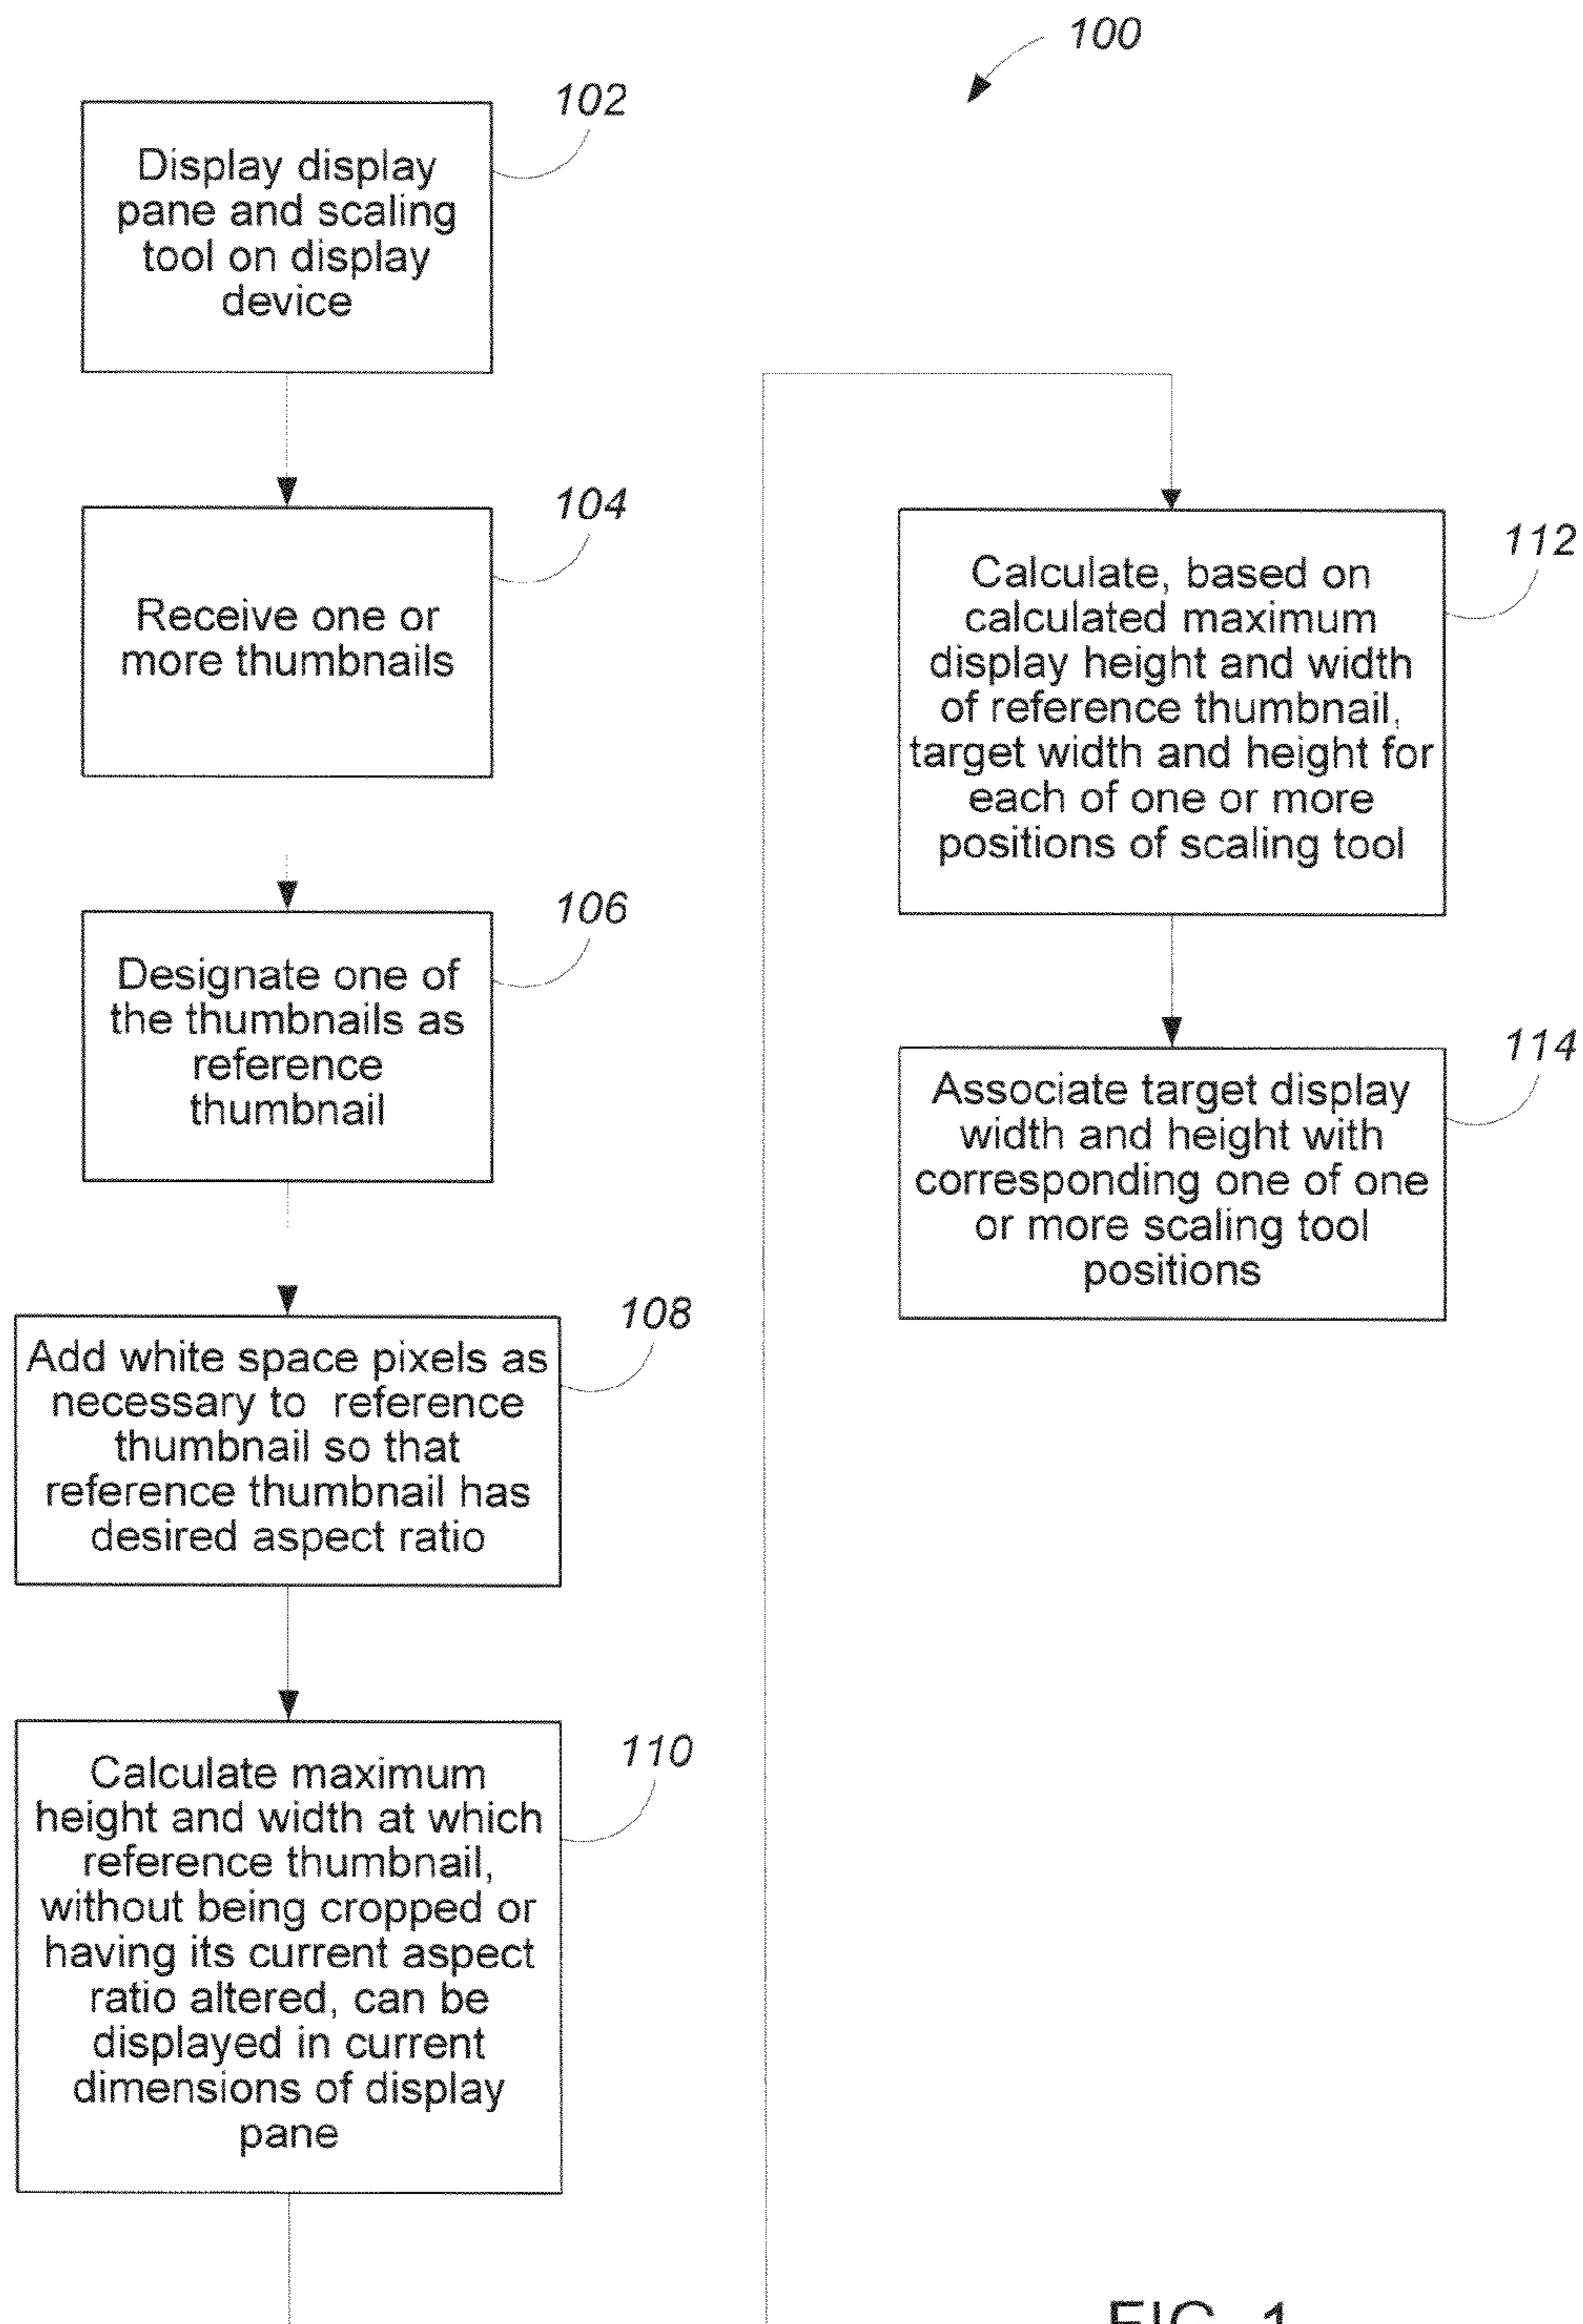 100
102
Display display
pane and scaling
tool on display
device
104
Receive one or
more thumbnails
106
Designate one of
the thumbnails as
reference
thumbnail
108
Add white space pixels as
necessary to reference
thumbnail so that
reference thumbnail has
desired aspect ratio
110
Calculate maximum
height and width at which
reference thumbnail,
without being cropped or
having its current aspect
ratio altered, can be
displayed in current
dimensions of display
pane
112
Calculate, based on
calculated maximum
display height and width
of reference thumbnail,
target width and height for
each of one or more
positions of scaling tool
114
Associate target display
width and height with
corresponding one of one
or more scaling tool
positions
FIG. 1